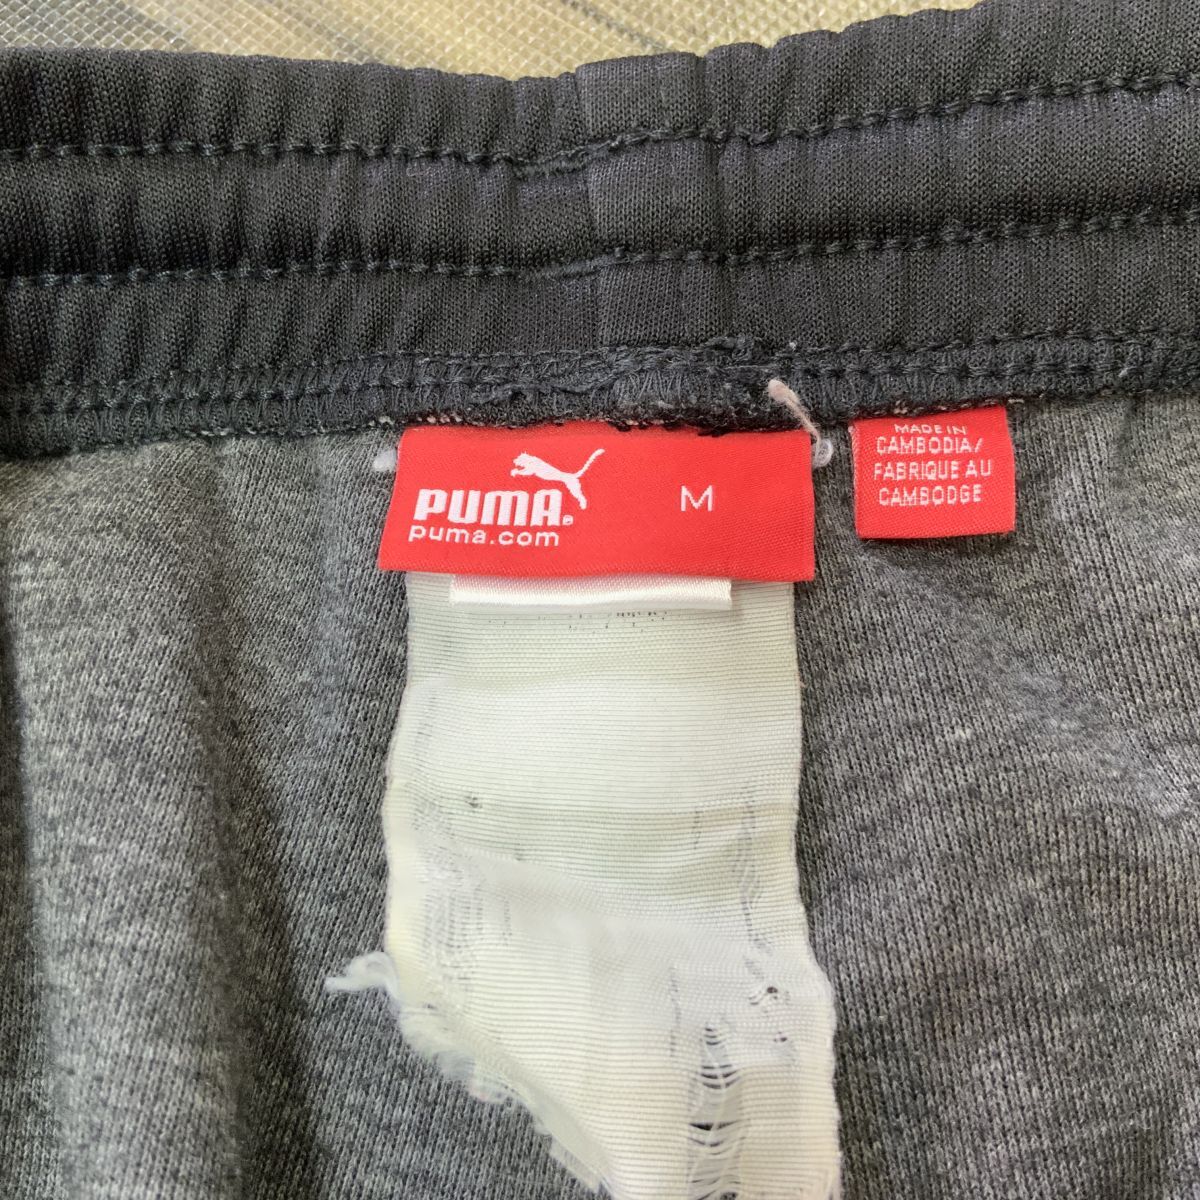 PUMA
puma.com
M
MADE IN
CAMBODIA/
FABRIQUE AU
CAMBODGE